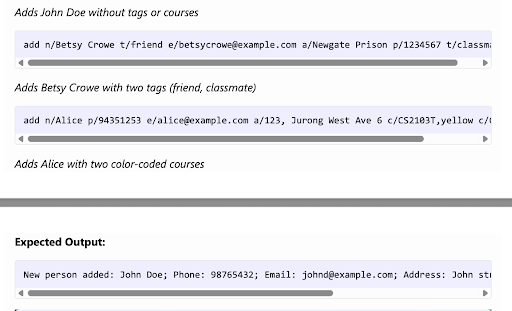 Adds John Doe without tags or courses
add n/Betsy Crowe t/friend e/betsycrowe@example.com a/Newgate Prison p/1234567 t/classma
Adds Betsy Crowe with two tags (friend, classmate)
add n/Alice p/94351253 e/alice@example.com a/123, Jurong West Ave 6 c/CS2103T,yellow c/
Adds Alice with two color-coded courses
Expected Output:
New person added: John Doe; Phone: 98765432; Email: johnd@example.com; Address: John st